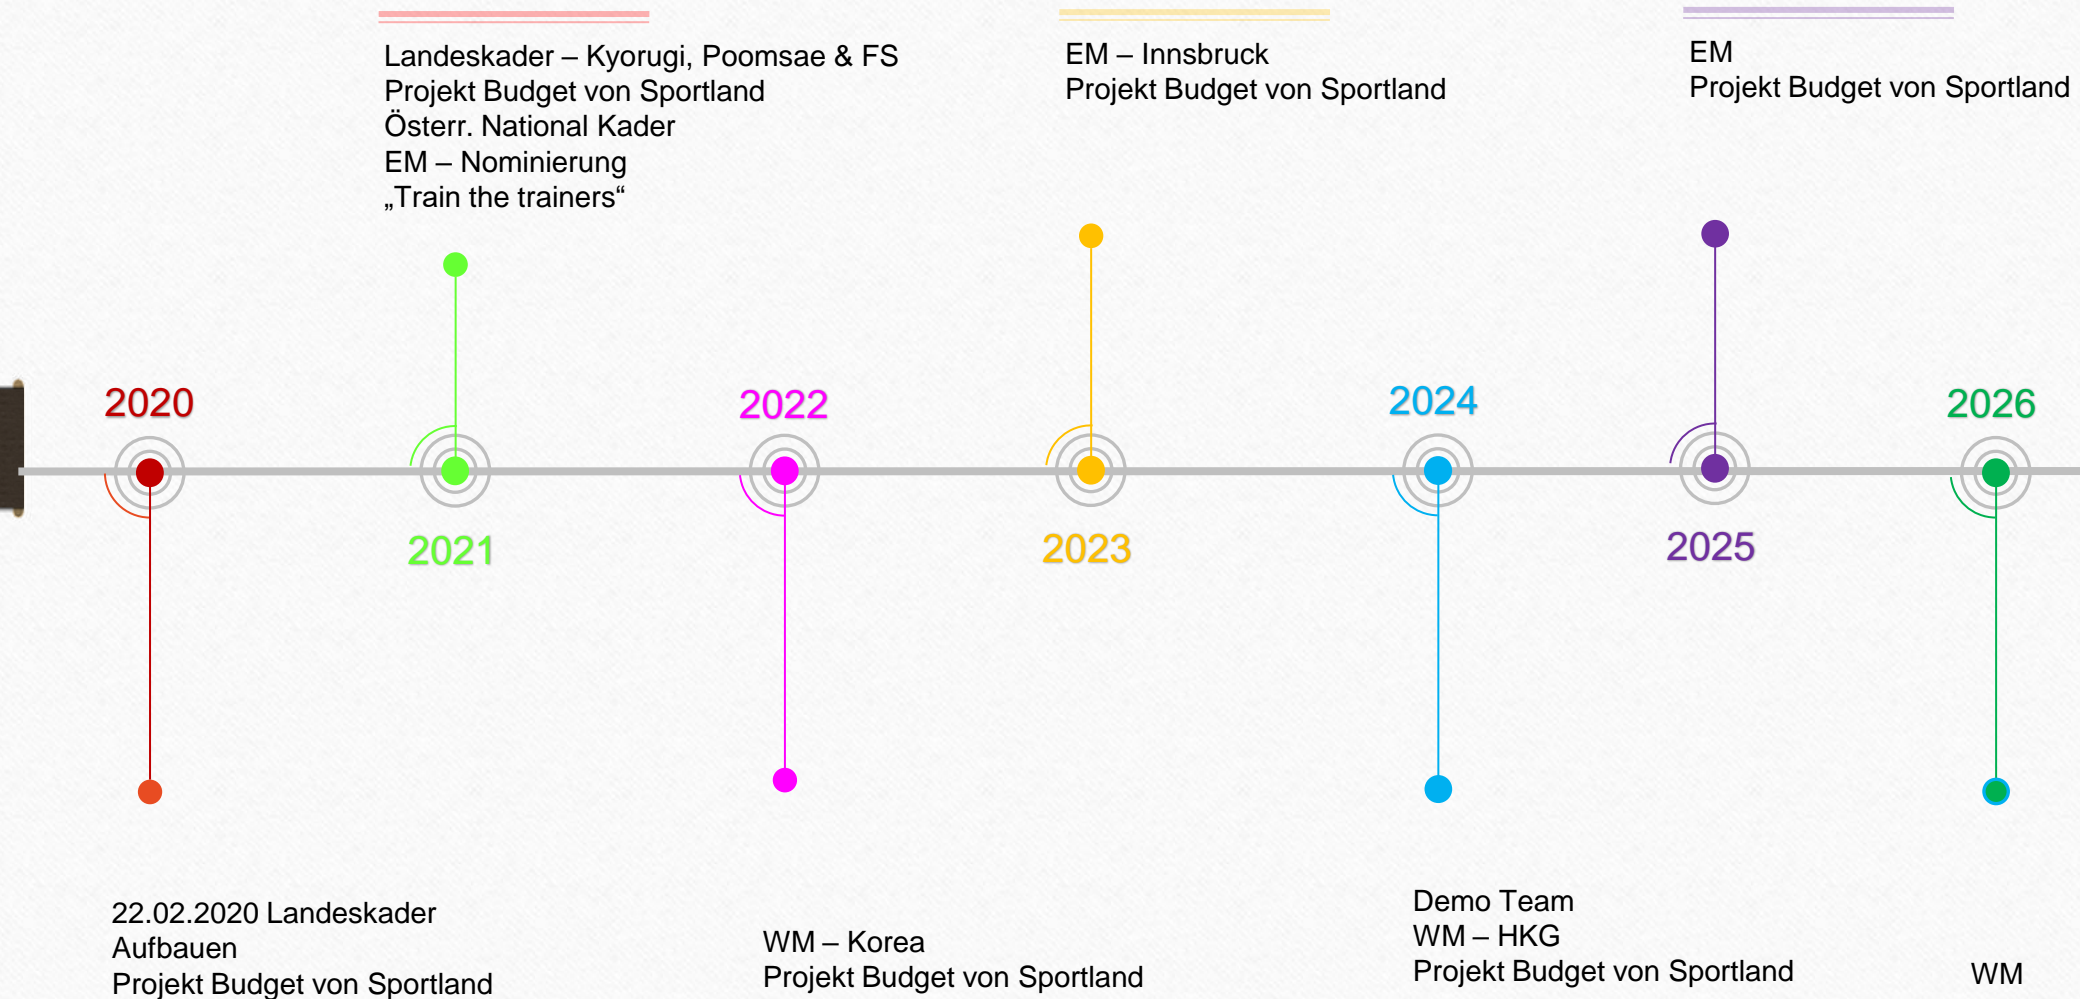 Landeskader – Kyorugi, Poomsae & FS
Projekt Budget von Sportland
Österr. National Kader
EM – Nominierung
„Train the trainers“
EM – Innsbruck
Projekt Budget von Sportland
EM
Projekt Budget von Sportland
2020
2021
2022
2023
2024
2025
2026
22.02.2020 Landeskader
Aufbauen
Projekt Budget von Sportland
WM – Korea
Projekt Budget von Sportland
Demo Team
WM – HKG
Projekt Budget von Sportland
WM